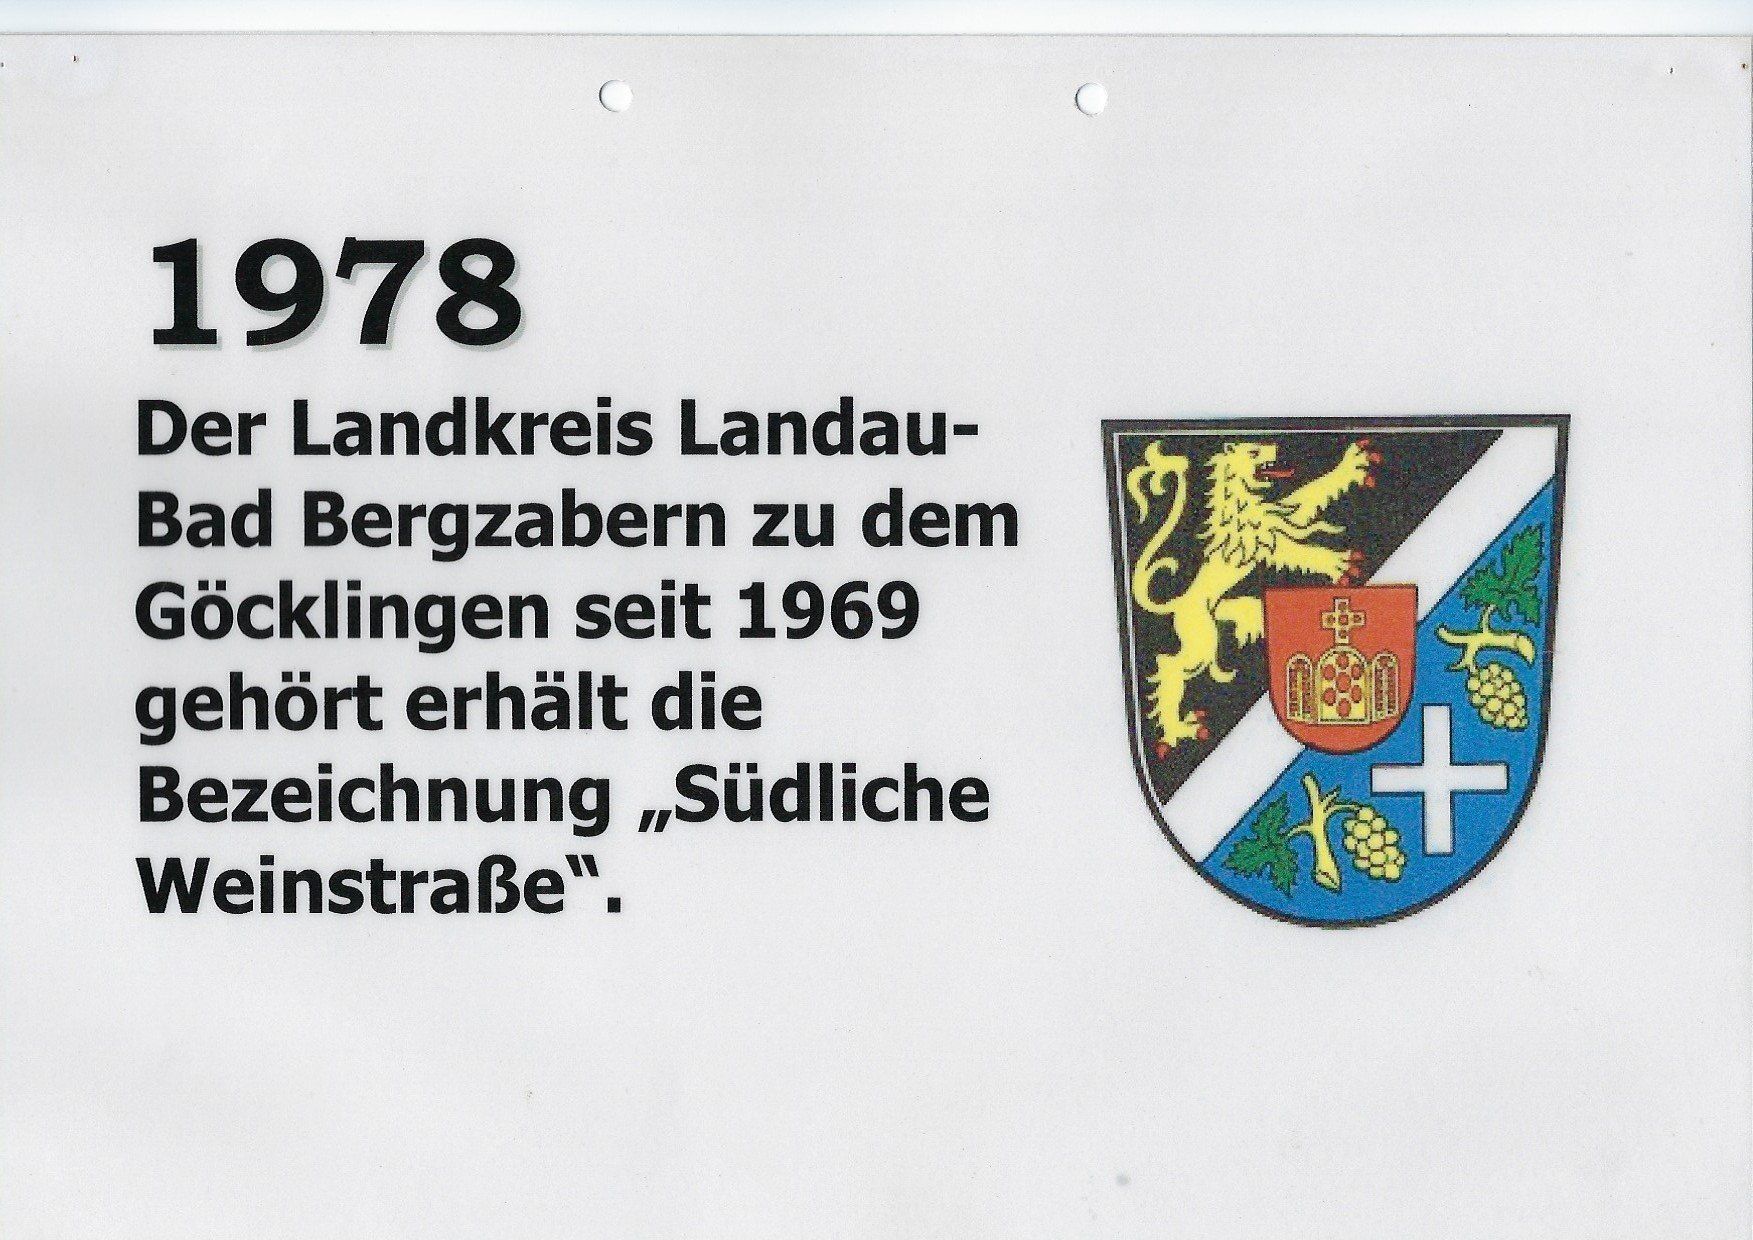 1978
Der Landkreis Landau-
Bad Bergzabern zu dem
Göcklingen seit 1969
gehört erhält die
Bezeichnung „Südliche
Weinstraße“.